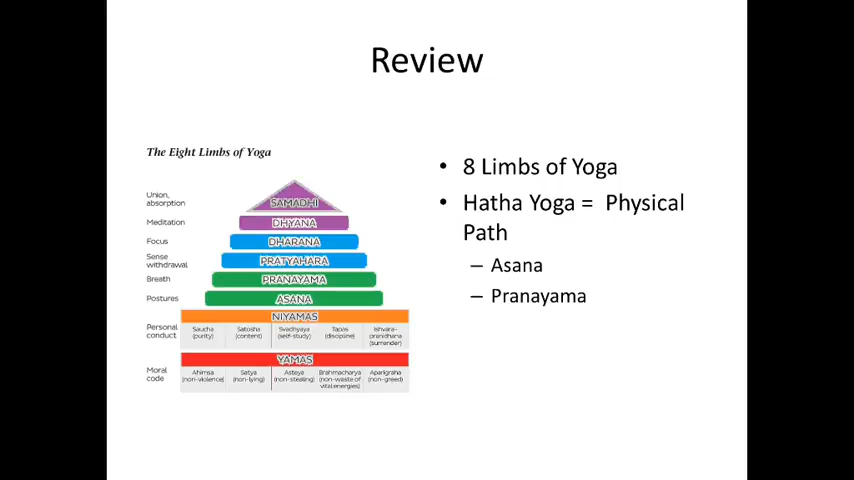 Review
The Eight Limbs of Yoga
Union,
absorption
SAMADHI
Meditation
DHYANA
Focus
DHARANA
Sense
withdrawal
PRATYAHARA
Breath
PRANAYAMA
Postures
ASANA
NIYAMAS
Personal
conduct
Saucha
(purity)
Satosha
(content)
Svadhyaya
(self-study)
Tapas
(discipline)
Ishvara-
pranidhana
(surrander)
YAMAS
Moral
code
Ahimsa
(non-violence)
Satya
(non-lying)
Asteya
(non-stealing)
Brahmacharya
(non-waste of
vital energies)
Aparigraha
(non-greed)
• 8 Limbs of Yoga
• Hatha Yoga = Physical
Path
– Asana
– Pranayama